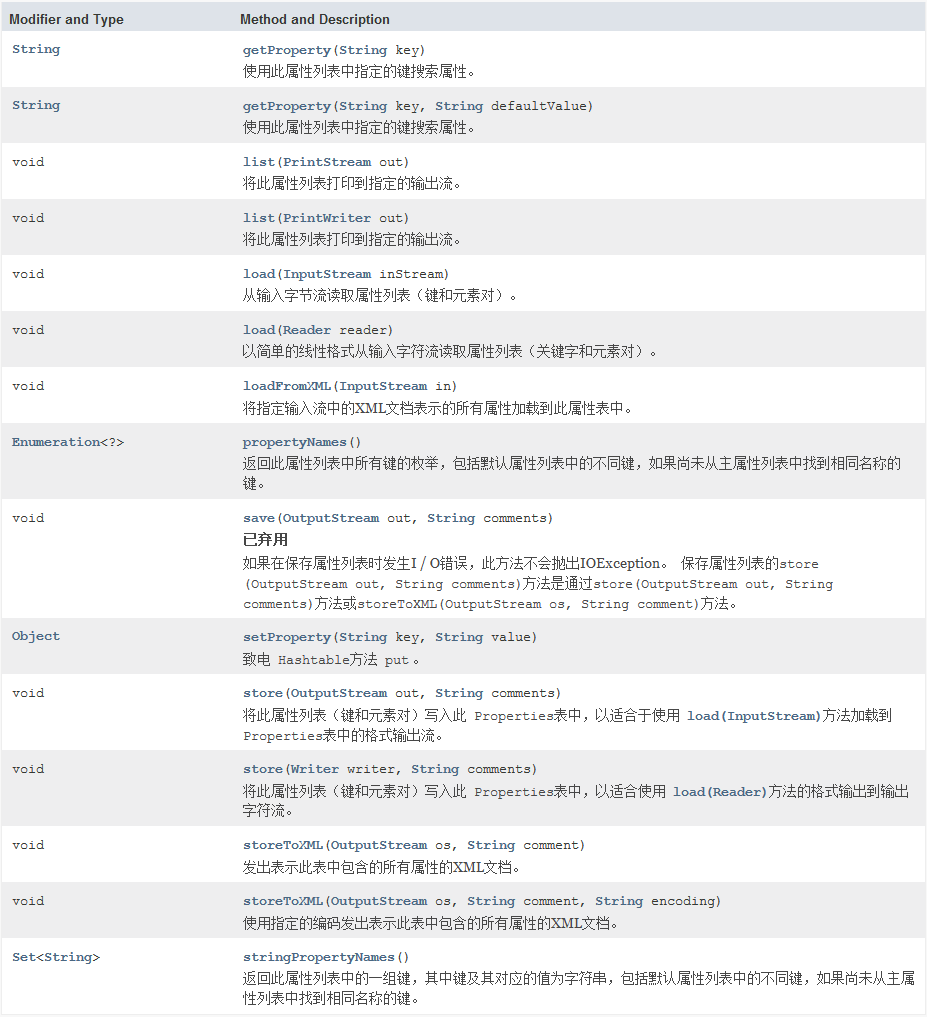 Modifier and Type Method and Description
String getProperty(String key)
使用此属性列表中指定的键搜索属性。
String getProperty(String key, String defaultValue)
使用此属性列表中指定的键搜索属性。
void list(PrintStream out)
将此属性列表打印到指定的输出流。
void list(PrintWriter out)
将此属性列表打印到指定的输出流。
void load(InputStream inStream)
从输入字节流读取属性列表（键和元素对）。
void load(Reader reader)
以简单的线性格式从输入字符流读取属性列表（关键字和元素对）。
void loadFromXML(InputStream in)
将指定输入流中的XML文档表示的所有属性加载到此属性表中。
Enumeration<?> propertyNames()
返回此属性列表中所有键的枚举，包括默认属性列表中的不同键，如果尚未从主属性列表中找到相同名称的
键。
void save(OutputStream out, String comments)
已弃用
如果在保存属性列表时发生I / O错误，此方法不会抛出IOException。 保存属性列表的store
(OutputStream out, String comments)方法是通过store(OutputStream out, String
comments)方法或storeToXML(OutputStream os, String comment)方法。
Object setProperty(String key, String value)
致电 Hashtable方法 put 。
void store(OutputStream out, String comments)
将此属性列表（键和元素对）写入此 Properties表中，以适合于使用 load(InputStream)方法加载到
Properties表中的格式输出流。
void store(Writer writer, String comments)
将此属性列表（键和元素对）写入此 Properties表中，以适合使用 load(Reader)方法的格式输出到输出
字符流。
void storeToXML(OutputStream os, String comment)
发出表示此表中包含的所有属性的XML文档。
void storeToXML(OutputStream os, String comment, String encoding)
使用指定的编码发出表示此表中包含的所有属性的XML文档。
Set<String> stringPropertyNames()
返回此属性列表中的一组键，其中键及其对应的值为字符串，包括默认属性列表中的不同键，如果尚未从主属
性列表中找到相同名称的键。